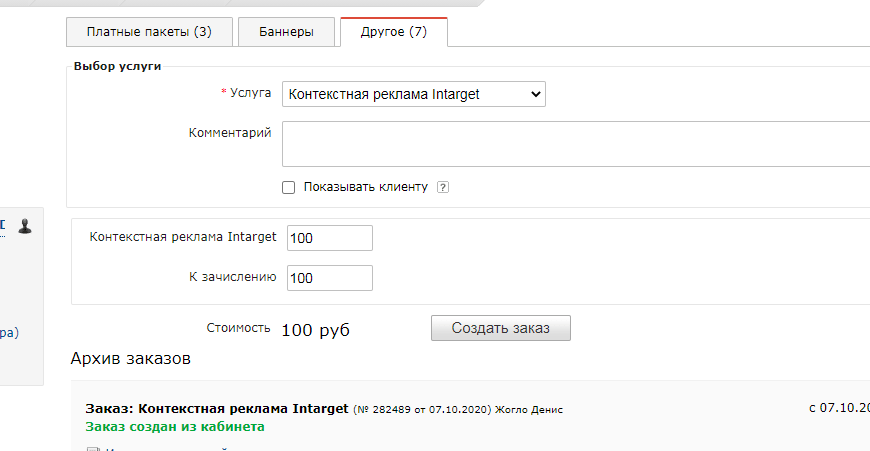 Платные пакеты (3) Баннеры Другое (7)
Выбор услуги
* Услуга Контекстная реклама Intarget
Комментарий
Показывать клиенту ?
Контекстная реклама Intarget 100
К зачислению 100
ра)
Стоимость 100 руб Создать заказ
Архив заказов
Заказ: Контекстная реклама Intarget (№ 282489 от 07.10.2020) Жогло Денис с 07.10.20
Заказ создан из кабинета